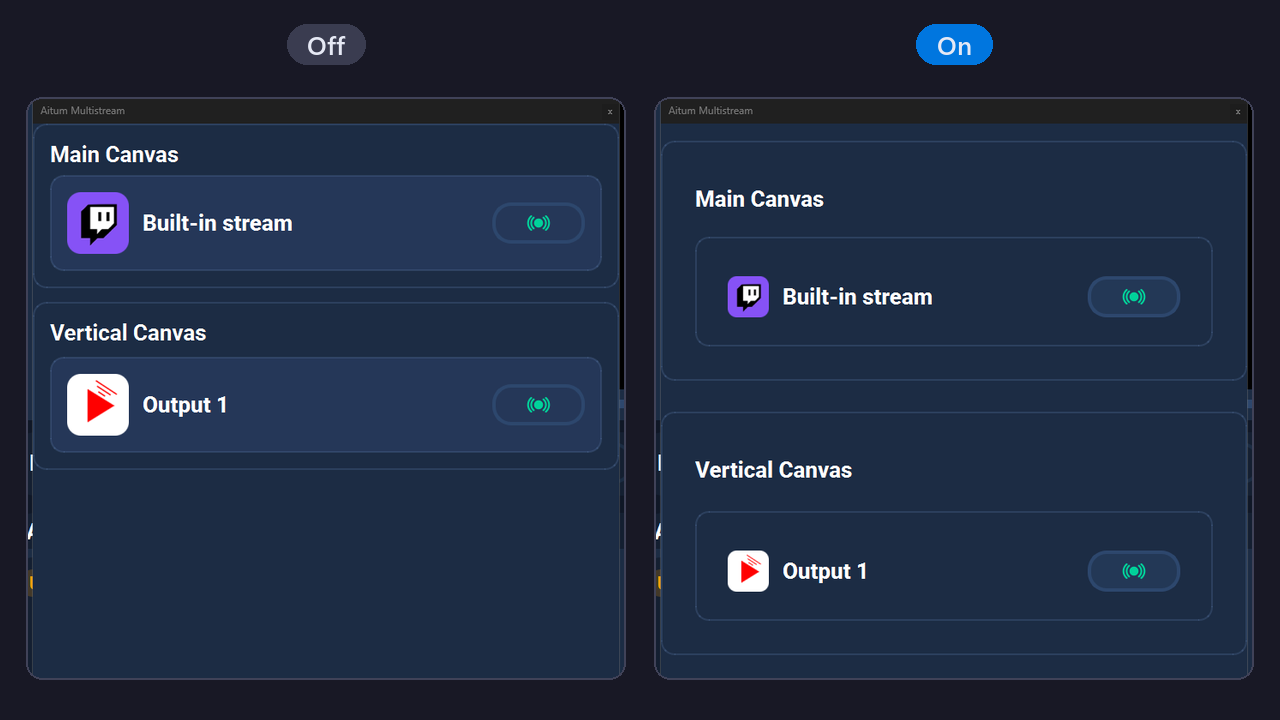 Off
Aitum Multistream x
Main Canvas
Built-in stream
Vertical Canvas
Output 1
On
Aitum Multistream x
Main Canvas
Built-in stream
Vertical Canvas
Output 1